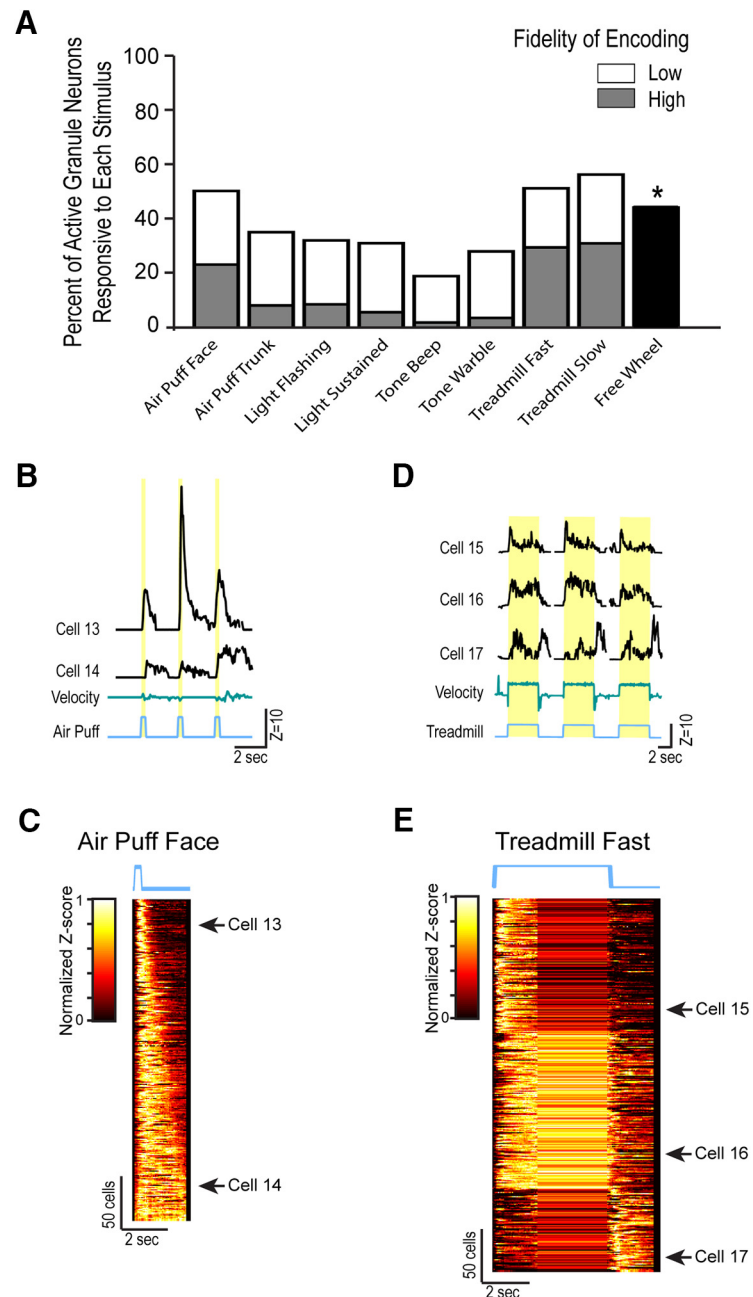 A
Fidelity of Encoding
Low
High
Percent of Active Granule Neurons
Responsive to Each Stimulus
100
80
60
40
20
0
*
Air Puff Face
Air Puff Trunk
Light Flashing
Light Sustained
Tone Beep
Tone Warble
Treadmill Fast
Treadmill Slow
Free Wheel
B
Cell 13
Cell 14
Velocity
Air Puff
Z=10
2 sec
D
Cell 15
Cell 16
Cell 17
Velocity
Treadmill
Z=10
2 sec
C
Air Puff Face
Normalized Z-score
1
0
Cell 13
Cell 14
50 cells
2 sec
E
Treadmill Fast
Normalized Z-score
1
0
Cell 15
Cell 16
Cell 17
50 cells
2 sec